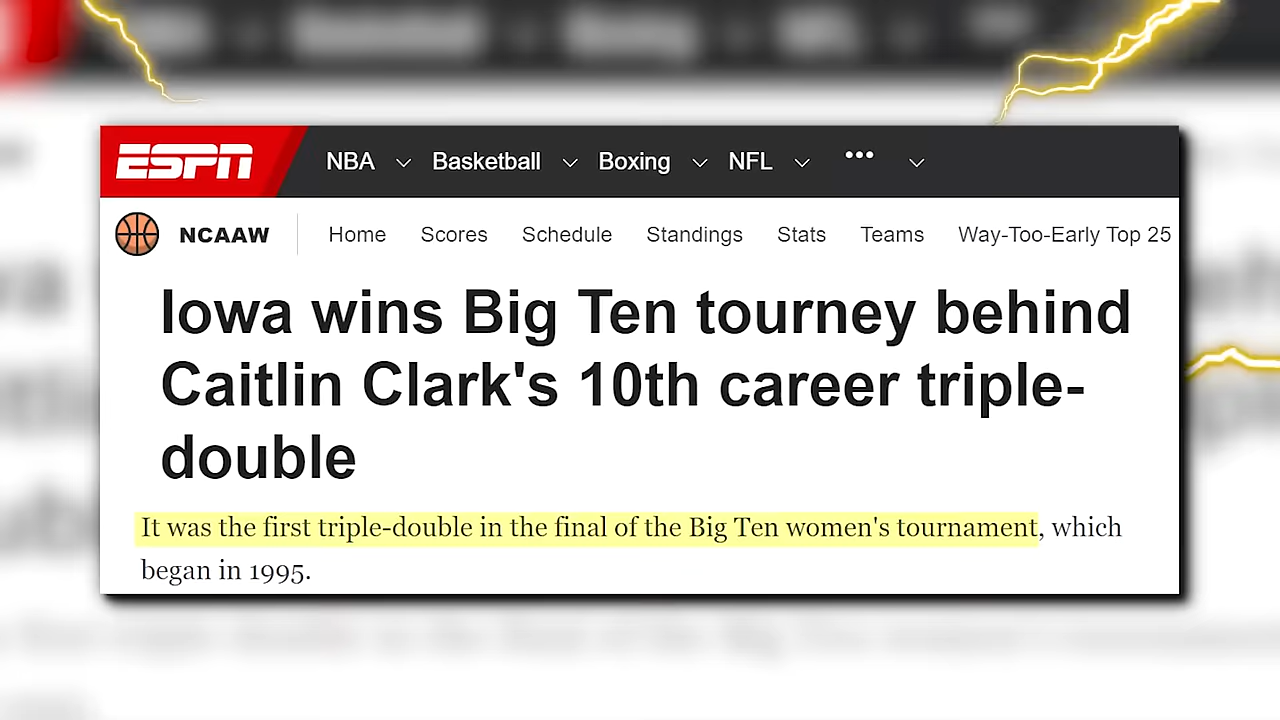 ESPN NBA Basketball Boxing NFL •••
NCAAW Home Scores Schedule Standings Stats Teams Way-Too-Early Top 25
Iowa wins Big Ten tourney behind
Caitlin Clark's 10th career triple-
double
It was the first triple-double in the final of the Big Ten women's tournament, which
began in 1995.